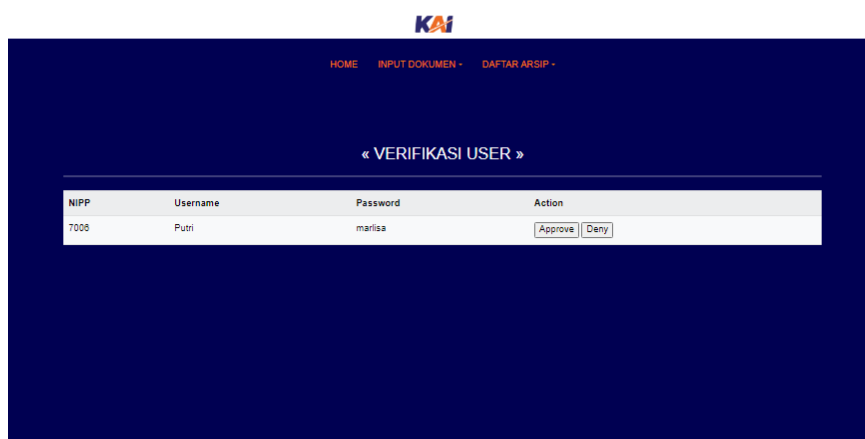 KAI
HOME INPUT DOKUMEN - DAFTAR ARSIP -
« VERIFIKASI USER »
NIPP Username Password Action
7006 Putri marlisa Approve Deny